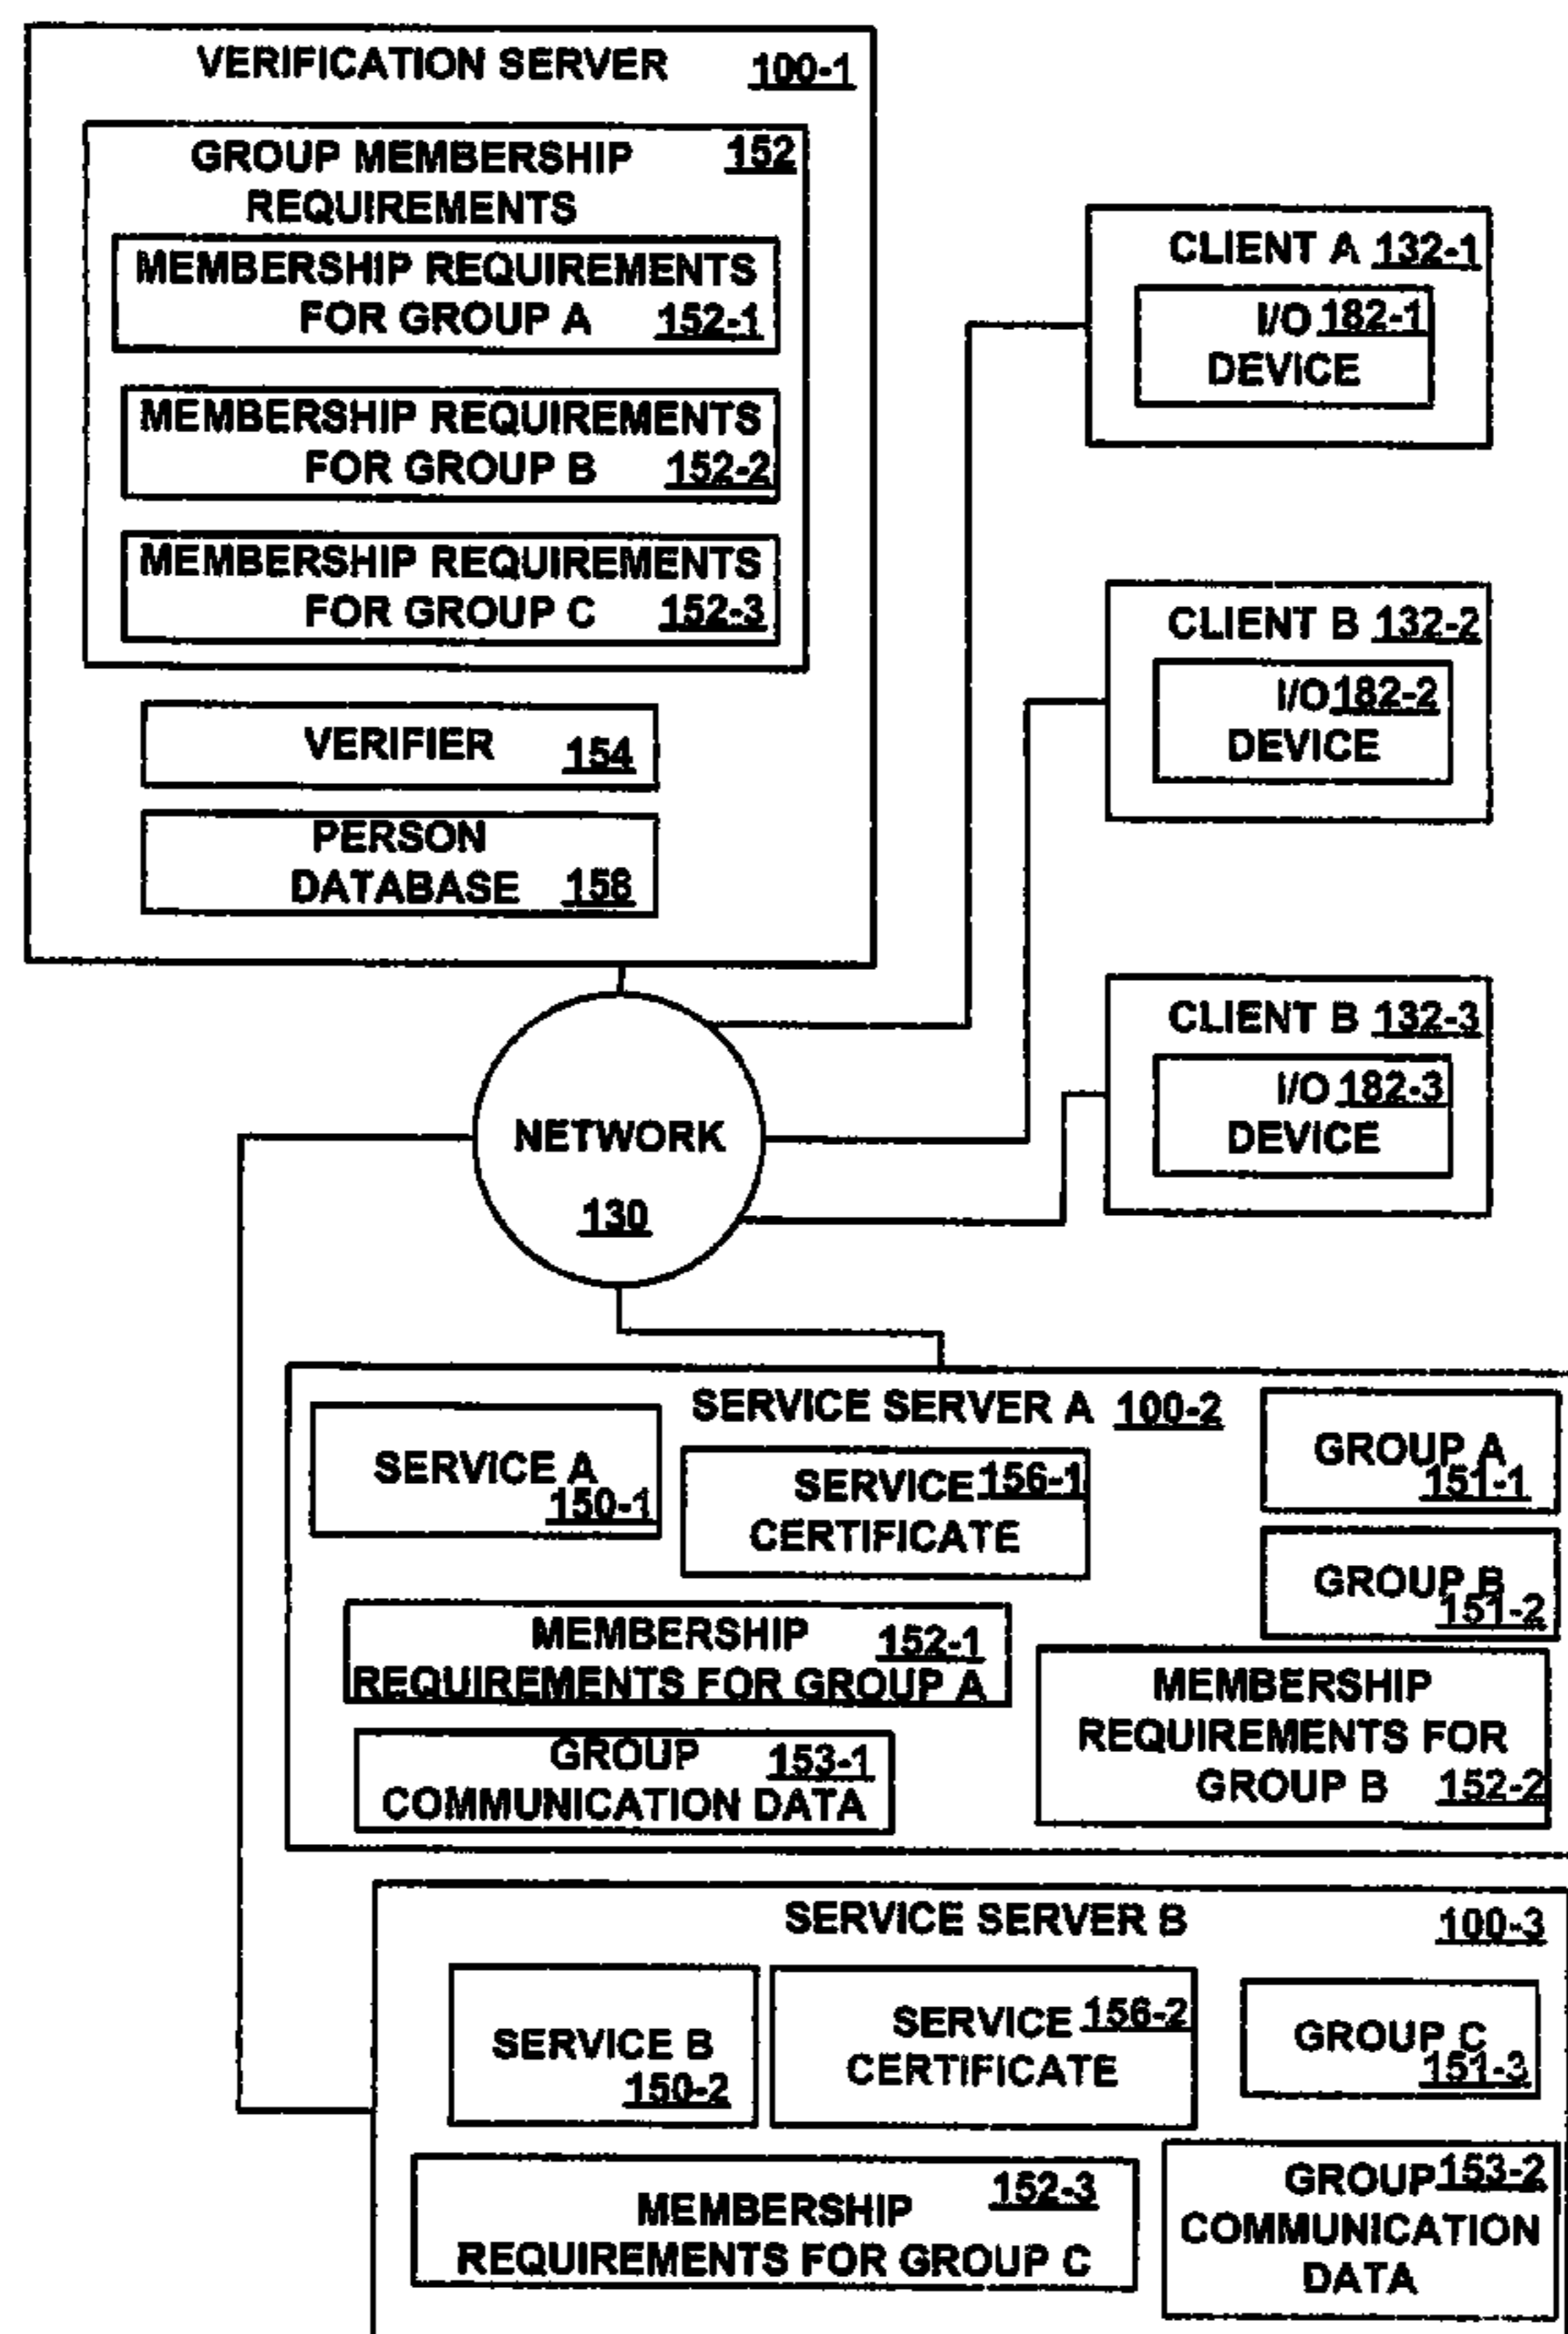 VERIFICATION SERVER 100-1
GROUP MEMBERSHIP 152
REQUIREMENTS
MEMBERSHIP REQUIREMENTS
FOR GROUP A 152-1
MEMBERSHIP REQUIREMENTS
FOR GROUP B 152-2
MEMBERSHIP REQUIREMENTS
FOR GROUP C 152-3
VERIFIER 154
PERSON
DATABASE 158
CLIENT A 132-1
I/O 182-1
DEVICE
CLIENT B 132-2
I/O 182-2
DEVICE
CLIENT B 132-3
I/O 182-3
DEVICE
NETWORK
130
SERVICE SERVER A 100-2
SERVICE A
150-1
SERVICE 156-1
CERTIFICATE
GROUP A
151-1
GROUP B
151-2
MEMBERSHIP 152-1
REQUIREMENTS FOR GROUP A
MEMBERSHIP
REQUIREMENTS FOR
GROUP B 152-2
GROUP 153-1
COMMUNICATION DATA
SERVICE SERVER B 100-3
SERVICE B
150-2
SERVICE 156-2
CERTIFICATE
GROUP C
151-3
MEMBERSHIP 152-3
REQUIREMENTS FOR GROUP C
GROUP 153-2
COMMUNICATION
DATA